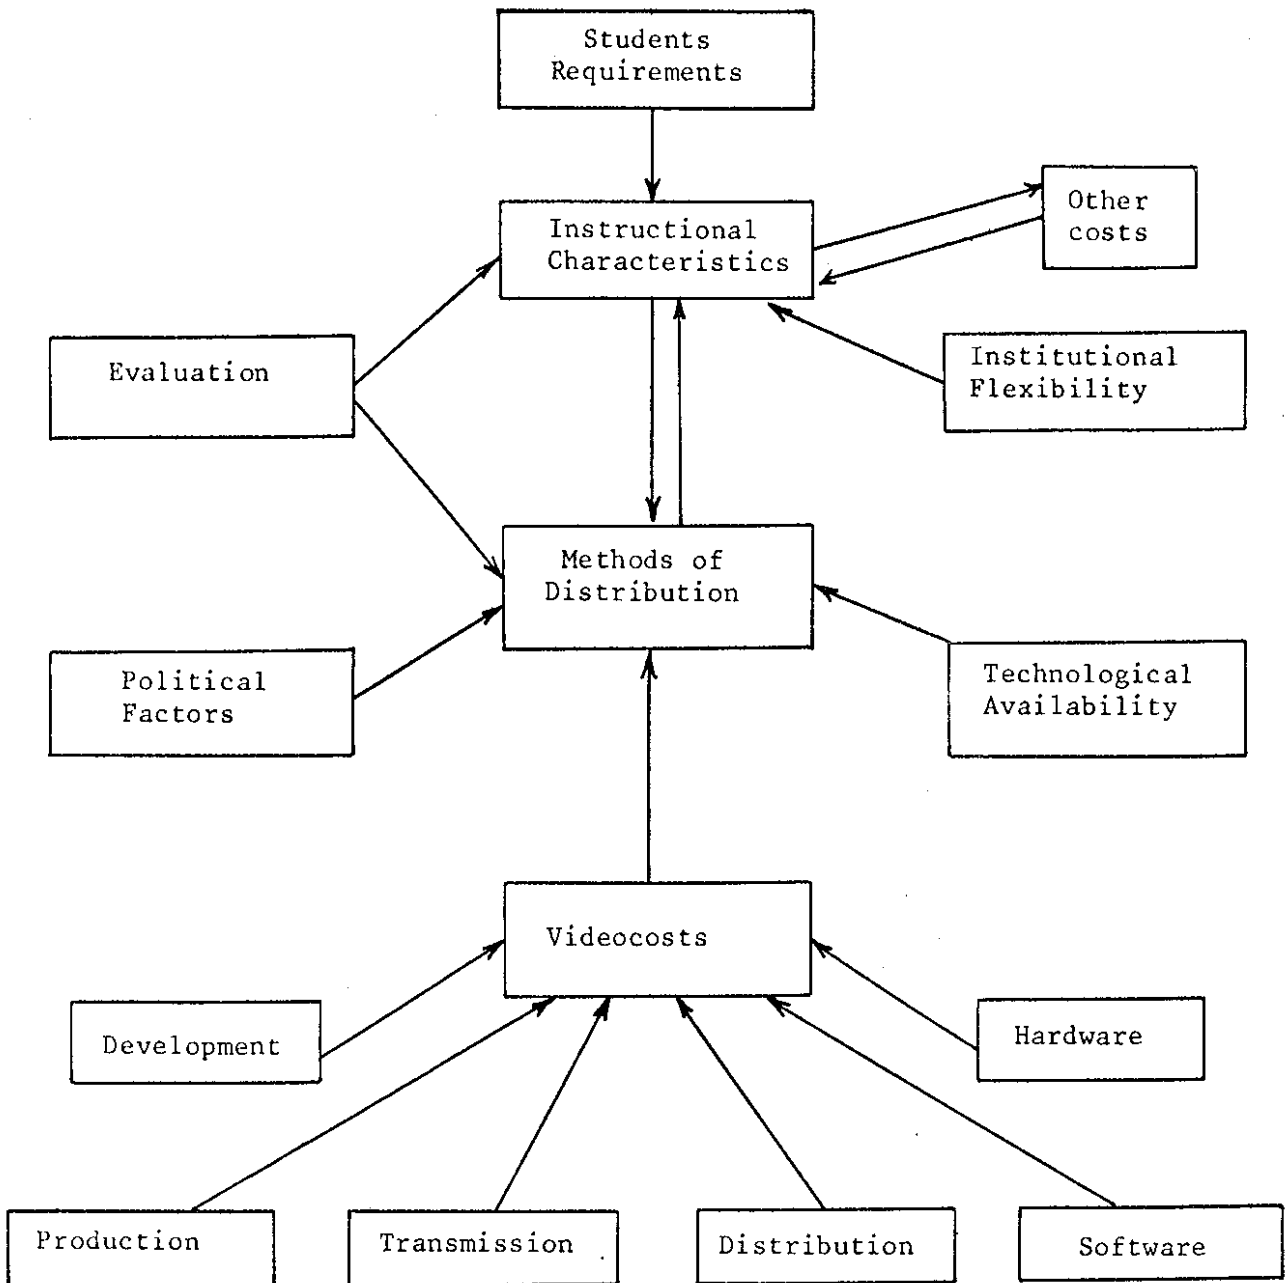 Students
Requirements
Instructional
Characteristics
Other
costs
Evaluation
Institutional
Flexibility
Methods of
Distribution
Political
Factors
Technological
Availability
Videocosts
Development
Hardware
Production
Transmission
Distribution
Software